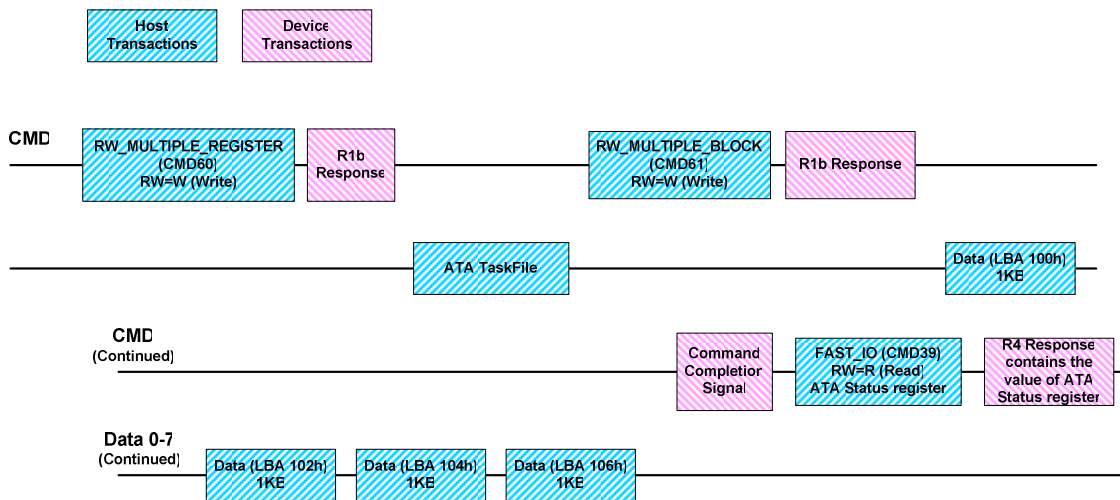 Host
Transactions
Device
Transactions
CMD
RW_MULTIPLE_REGISTER
(CMD60)
RW=W (Write)
R1b
Response
RW_MULTIPLE_BLOCK
(CMD61)
RW=W (Write)
R1b Response
ATA TaskFile
Data (LBA 100h)
1KB
CMD
(Continued)
Command
Completion
Signal
FAST_IO (CMD39)
RW=R (Read)
ATA Status register
R4 Response
contains the
value of ATA
Status register
Data 0-7
(Continued)
Data (LBA 102h)
1KB
Data (LBA 104h)
1KB
Data (LBA 106h)
1KB